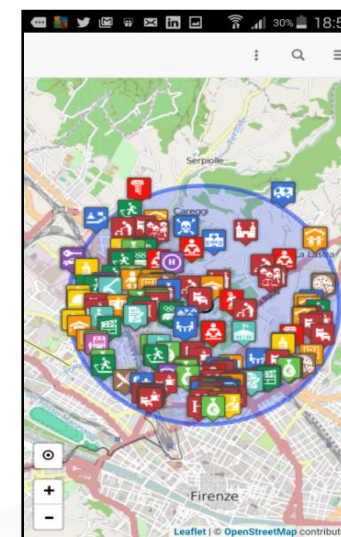 30% 18:5
Serpiolle
Careggi
H
La Lastra
+
−
Firenze
Leaflet | © OpenStreetMap contribut